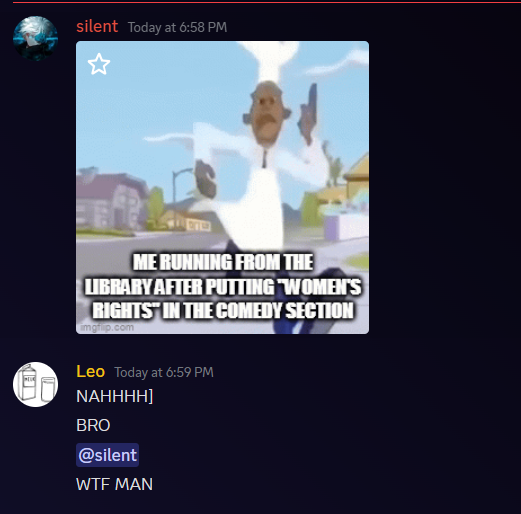 silent Today at 6:58 PM
ME RUNNING FROM THE
LIBRARY AFTER PUTTING "WOMEN'S
RIGHTS" IN THE COMEDY SECTION
imgflip.com
Leo Today at 6:59 PM
NAHHHH]
BRO
@silent
WTF MAN